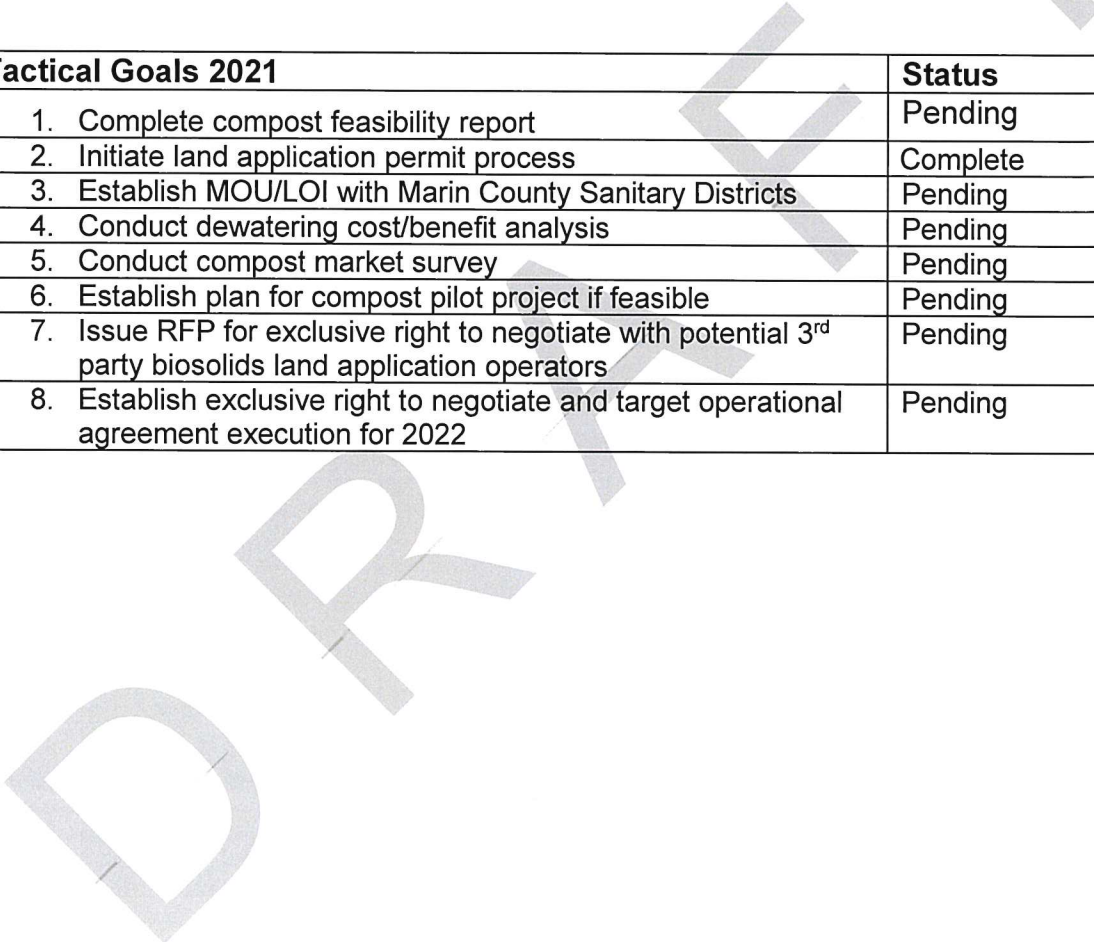 Tactical Goals 2021 Status
1. Complete compost feasibility report Pending
2. Initiate land application permit process Complete
3. Establish MOU/LOI with Marin County Sanitary Districts Pending
4. Conduct dewatering cost/benefit analysis Pending
5. Conduct compost market survey Pending
6. Establish plan for compost pilot project if feasible Pending
7. Issue RFP for exclusive right to negotiate with potential 3rd Pending
party biosolids land application operators
8. Establish exclusive right to negotiate and target operational Pending
agreement execution for 2022
DRAF